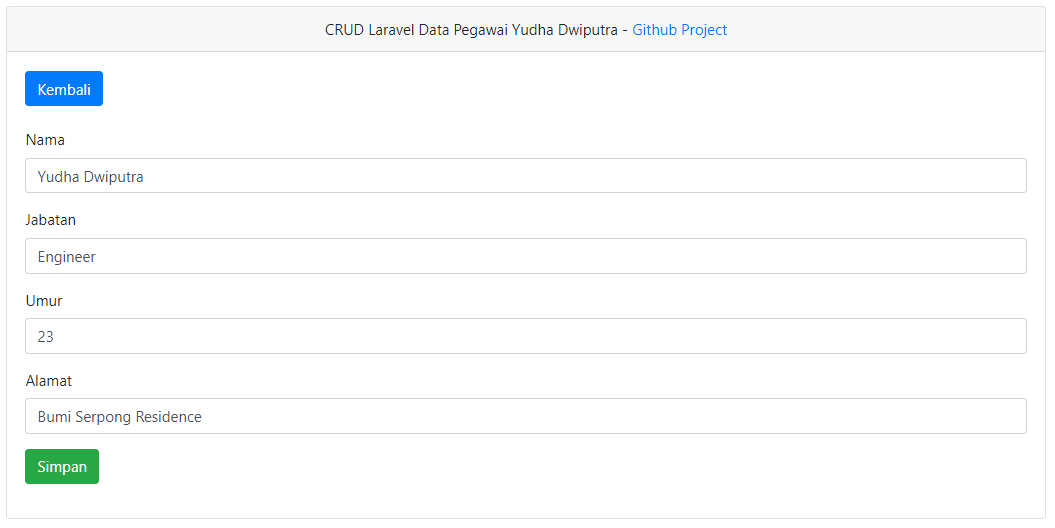 CRUD Laravel Data Pegawai Yudha Dwiputra - Github Project
Kembali
Nama
Yudha Dwiputra
Jabatan
Engineer
Umur
23
Alamat
Bumi Serpong Residence
Simpan